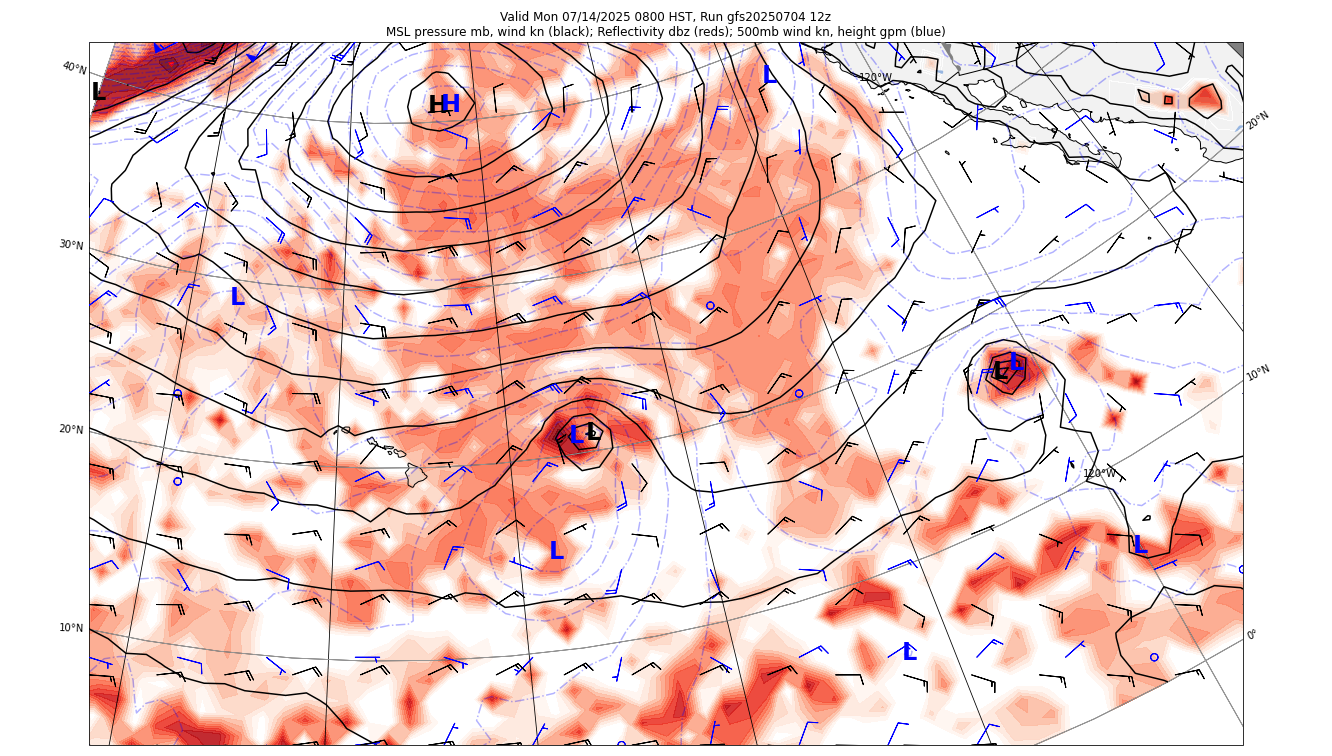 Valid Mon 07/14/2025 0800 HST, Run gfs20250704 12z
MSL pressure mb, wind kn (black); Reflectivity dbz (reds); 500mb wind kn, height gpm (blue)
40°N
L
H H
L
120°W
20°N
30°N
L
L L
10°N
20°N
L L
120°W
L
L
10°N
L
0°